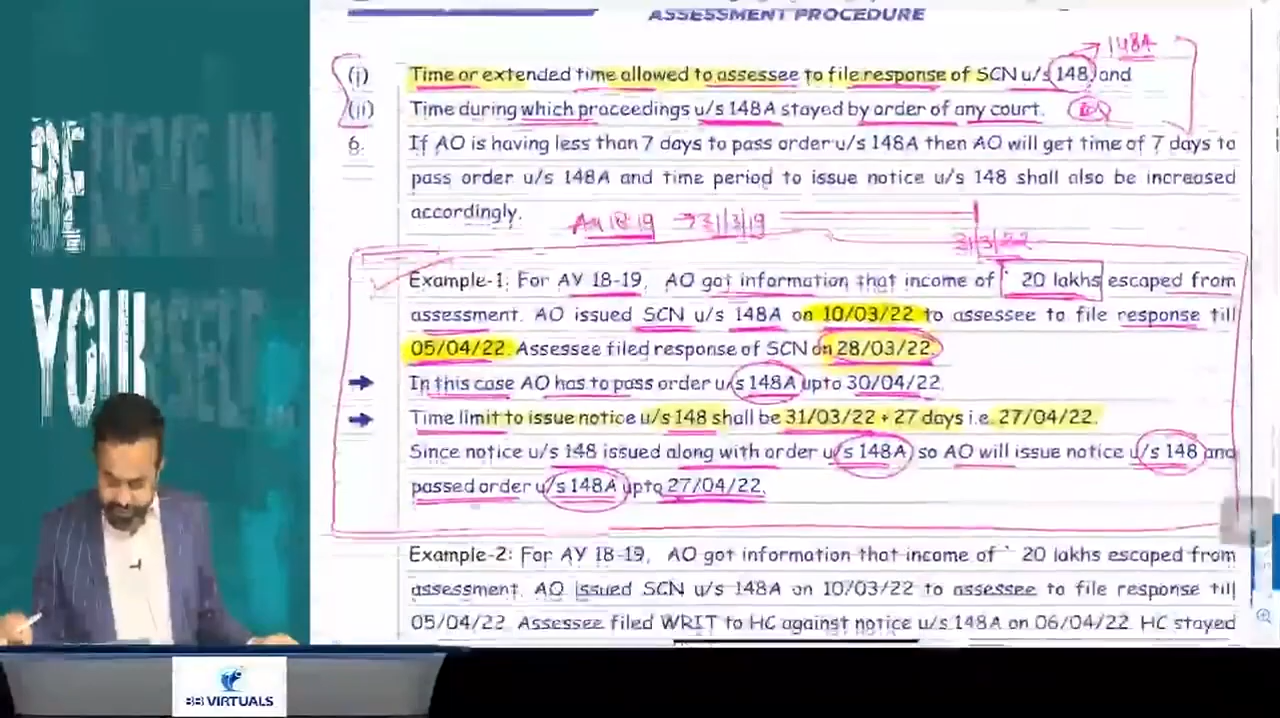 ASSESSMENT PROCEDURE
148A
(i) Time or extended time allowed to assessee to file response of SCN u/s 148, and
(ii) Time during which proceedings u/s 148A stayed by order of any court.
6. If AO is having less than 7 days to pass order u/s 148A then AO will get time of 7 days to
pass order u/s 148A and time period to issue notice u/s 148 shall also be increased
accordingly.
AY 18-19 → 31/3/19
31/3/22
Example-1: For AY 18-19, AO got information that income of ` 20 lakhs escaped from
assessment. AO issued SCN u/s 148A on 10/03/22 to assessee to file response till
05/04/22. Assessee filed response of SCN on 28/03/22.
In this case AO has to pass order u/s 148A upto 30/04/22.
Time limit to issue notice u/s 148 shall be 31/03/22 + 27 days i.e. 27/04/22.
Since notice u/s 148 issued along with order u/s 148A so AO will issue notice u/s 148 and
passed order u/s 148A upto 27/04/22.
Example-2: For AY 18-19, AO got information that income of ` 20 lakhs escaped from
assessment. AO issued SCN u/s 148A on 10/03/22 to assessee to file response till
05/04/22. Assessee filed WRIT to HC against notice u/s 148A on 06/04/22. HC stayed
BE
YOUR
BB VIRTUALS